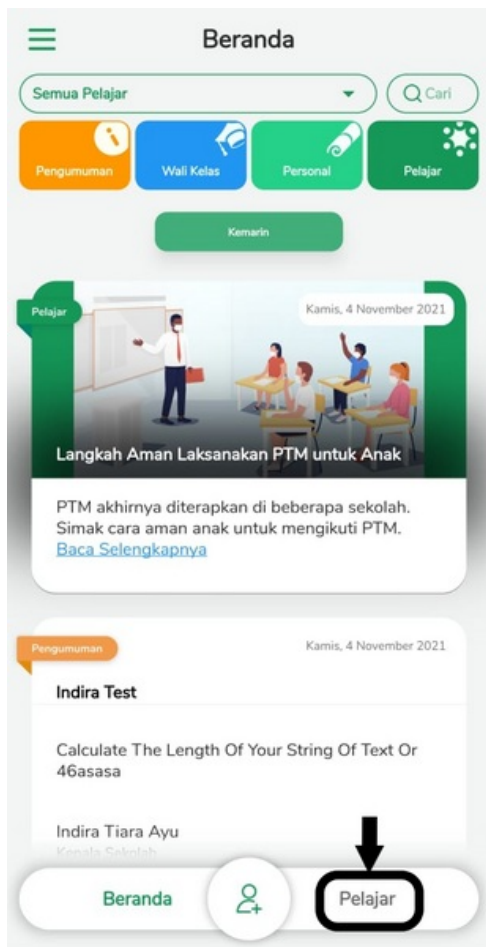 Beranda
Semua Pelajar
Cari
Pengumuman
Wali Kelas
Personal
Pelajar
Kemarin
Pelajar
Kamis, 4 November 2021
Langkah Aman Laksanakan PTM untuk Anak
PTM akhirnya diterapkan di beberapa sekolah.
Simak cara aman anak untuk mengikuti PTM.
Baca Selengkapnya
Pengumuman
Kamis, 4 November 2021
Indira Test
Calculate The Length Of Your String Of Text Or
46asasa
Indira Tiara Ayu
Kepala Sekolah
Beranda
Pelajar